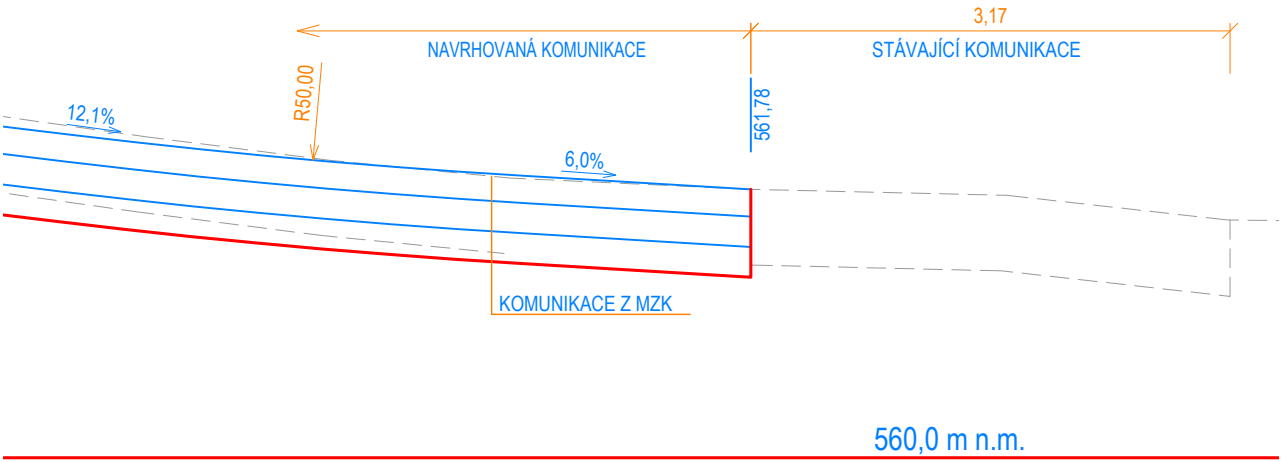 3,17
NAVRHOVANÁ KOMUNIKACE
STÁVAJÍCÍ KOMUNIKACE
R50,00
561,78
12,1%
6,0%
KOMUNIKACE Z MZK
560,0 m n.m.